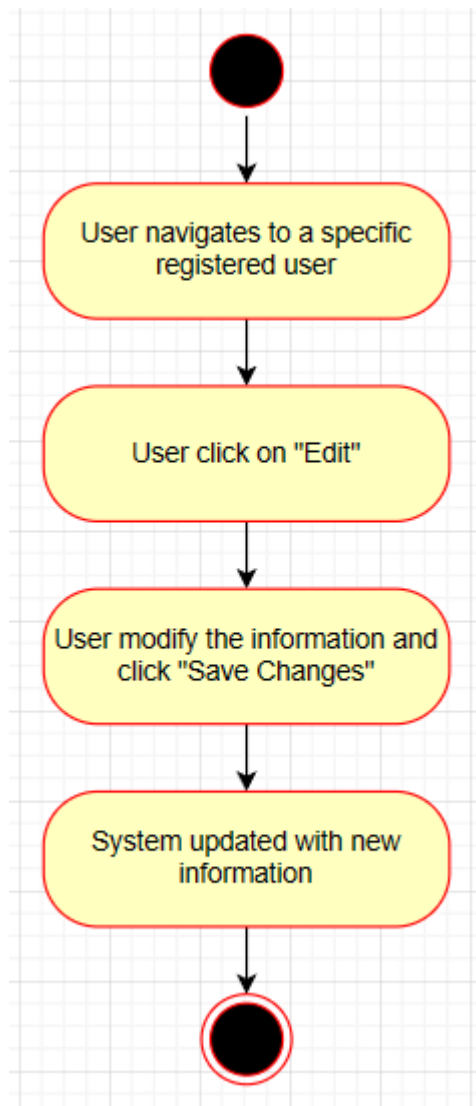 User navigates to a specific
registered user
User click on "Edit"
User modify the information and
click "Save Changes"
System updated with new
information